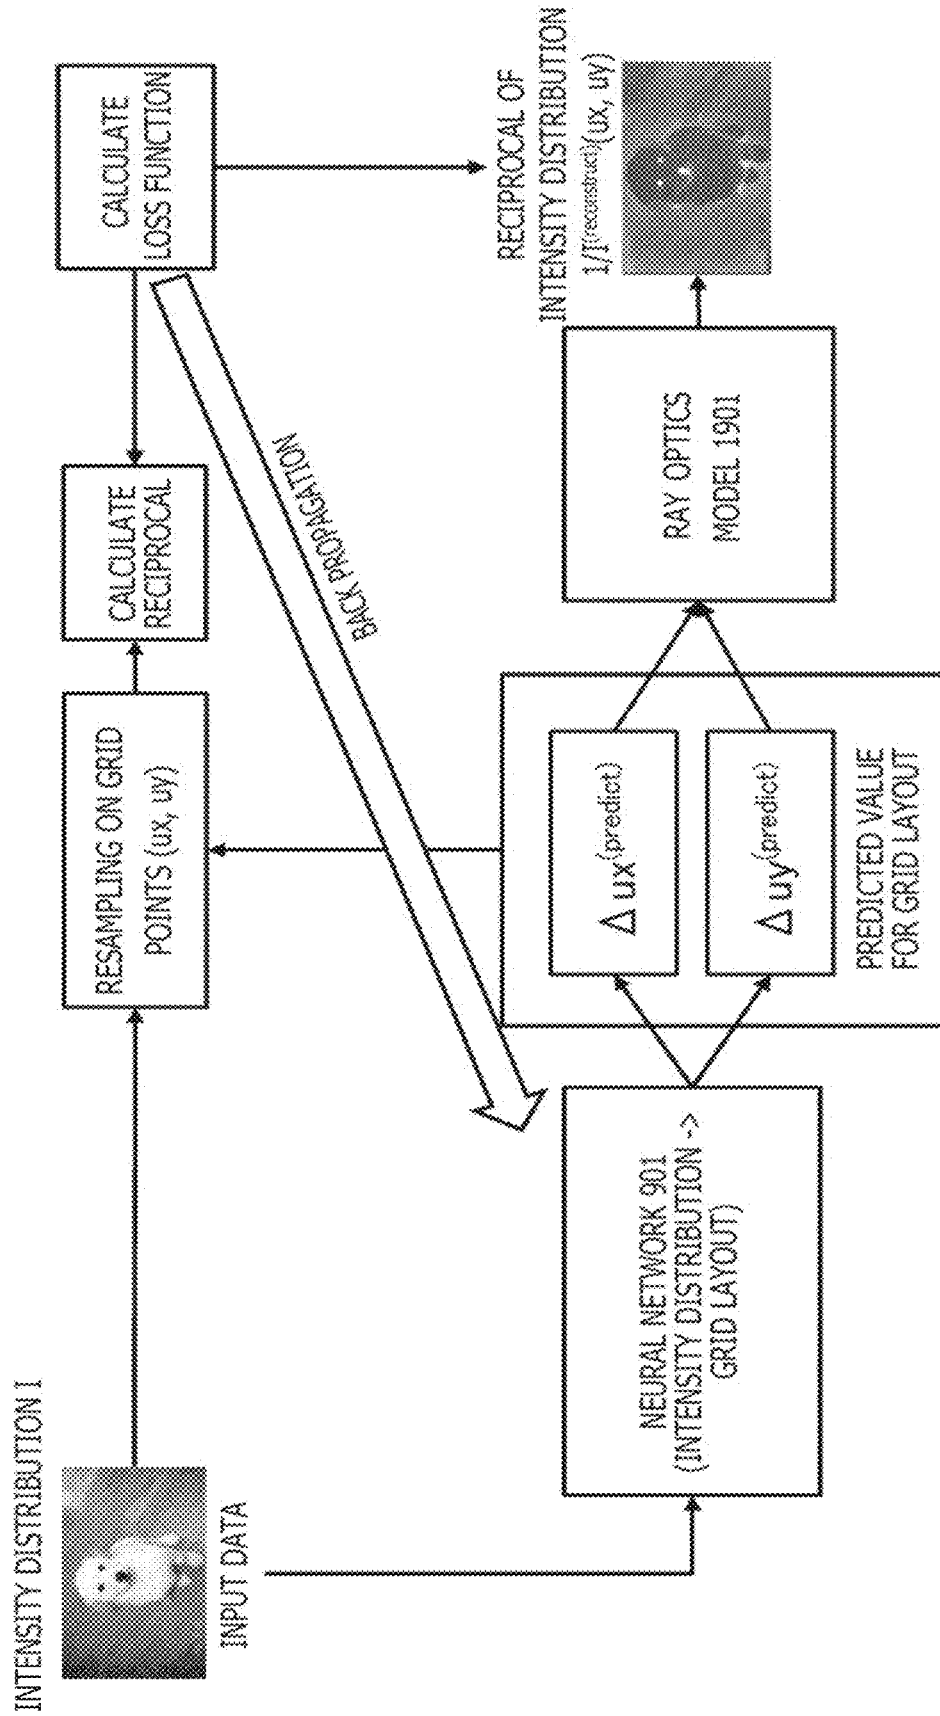 INTENSITY DISTRIBUTION I
INPUT DATA
RESAMPLING ON GRID
POINTS (ux, uy)
CALCULATE
RECIPROCAL
CALCULATE
LOSS FUNCTION
BACK PROPAGATION
NEURAL NETWORK 901
(INTENSITY DISTRIBUTION ->
GRID LAYOUT)
Δux(predict)
Δuy(predict)
PREDICTED VALUE
FOR GRID LAYOUT
RAY OPTICS
MODEL 1901
RECIPROCAL OF
INTENSITY DISTRIBUTION
1/I(reconstruct)(ux, uy)